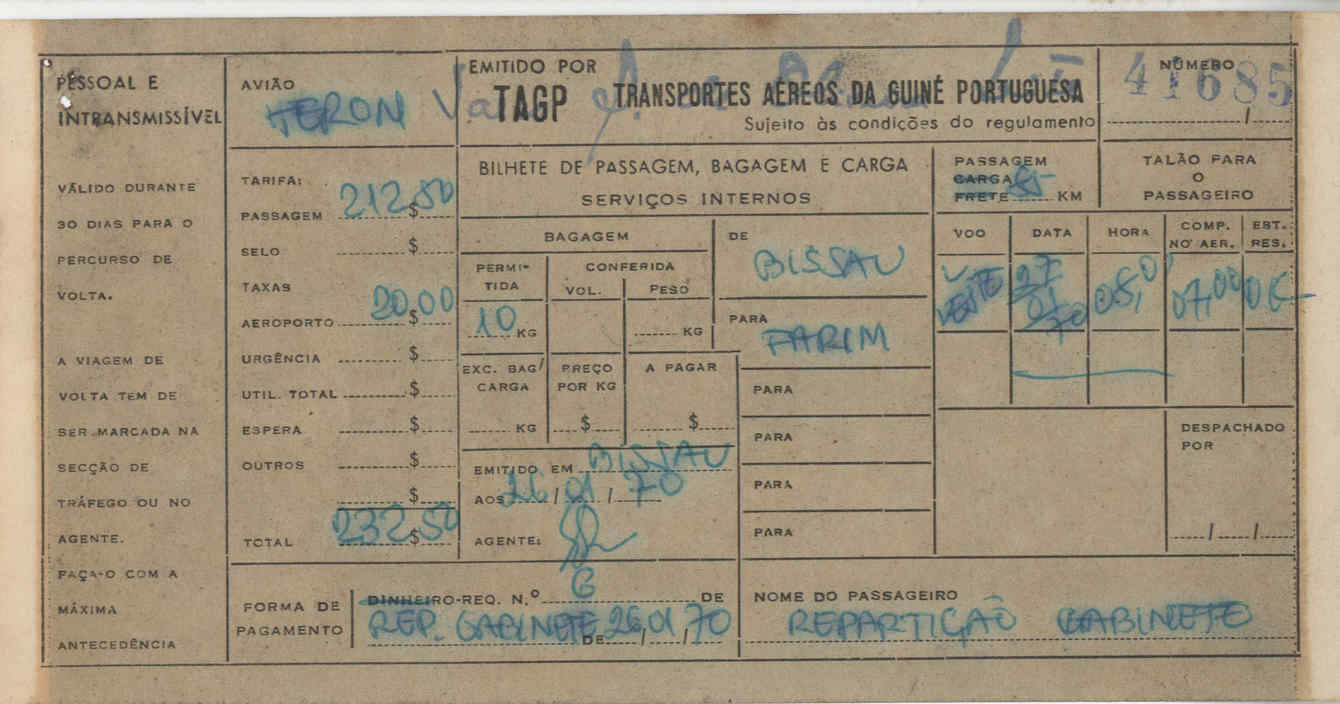 PESSOAL E
INTRANSMISSÍVEL
VÁLIDO DURANTE
30 DIAS PARA O
PERCURSO DE
VOLTA.
A VIAGEM DE
VOLTA TEM DE
SER MARCADA NA
SECÇÃO DE
TRÁFEGO OU NO
AGENTE.
FAÇA-O COM A
MÁXIMA
ANTECEDÊNCIA
AVIÃO
HERON
TARIFA:
PASSAGEM 212$50
SELO $
TAXAS
AEROPORTO 20$00
URGÊNCIA $
UTIL. TOTAL $
ESPERA $
OUTROS $
$
TOTAL 232$50
EMITIDO POR
TAGP TRANSPORTES AÉREOS DA GUINÉ PORTUGUESA
Sujeito às condições do regulamento
NÚMERO
41685
/
BILHETE DE PASSAGEM, BAGAGEM E CARGA
SERVIÇOS INTERNOS
PASSAGEM
CARGA
FRETE 85 KM
TALÃO PARA
O
PASSAGEIRO
BAGAGEM
PERMI-
TIDA
CONFERIDA
VOL. PESO
10 KG KG
EXC. BAG/
CARGA
PREÇO
POR KG
A PAGAR
KG $ $
EMITIDO EM BISSAU
AOS 26/01/70
AGENTE:
DE
BISSAU
PARA
FARIM
PARA
PARA
PARA
PARA
VOO DATA HORA COMP. NO AER. EST. RES.
27 01 70 07,00 OK
DESPACHADO
POR
/ /
FORMA DE
PAGAMENTO
DINHEIRO-REQ. N.º 6 DE
REP. GABINETE DE 26/01/70
NOME DO PASSAGEIRO
REPARTIÇÃO GABINETE